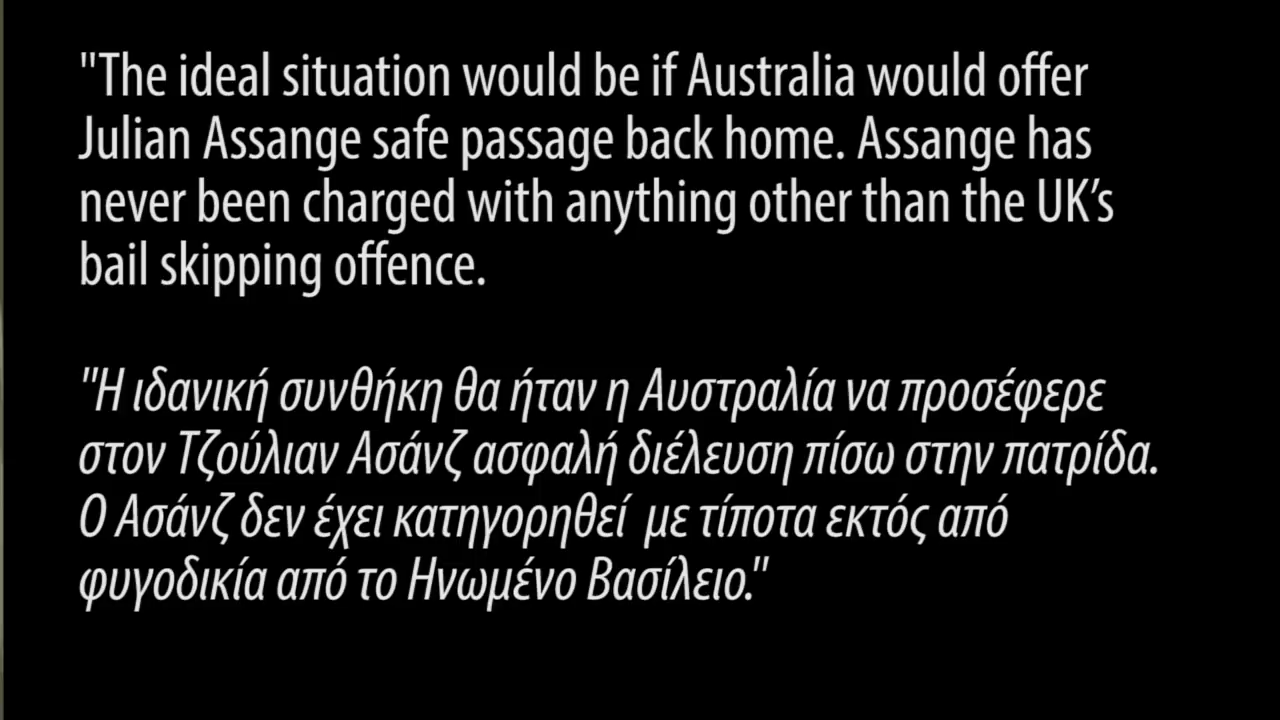 "The ideal situation would be if Australia would offer
Julian Assange safe passage back home. Assange has
never been charged with anything other than the UK’s
bail skipping offence.
"Η ιδανική συνθήκη θα ήταν η Αυστραλία να προσέφερε
στον Τζούλιαν Ασάνζ ασφαλή διέλευση πίσω στην πατρίδα.
Ο Ασάνζ δεν έχει κατηγορηθεί  με τίποτα εκτός από
φυγοδικία από το Ηνωμένο Βασίλειο."